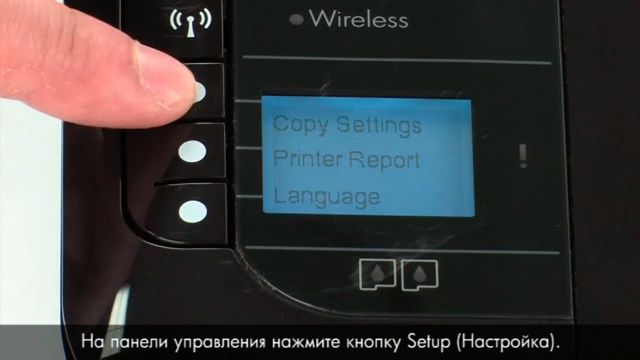 Wireless
Copy Settings
Printer Report
Language
!
На панели управления нажмите кнопку Setup (Настройка).